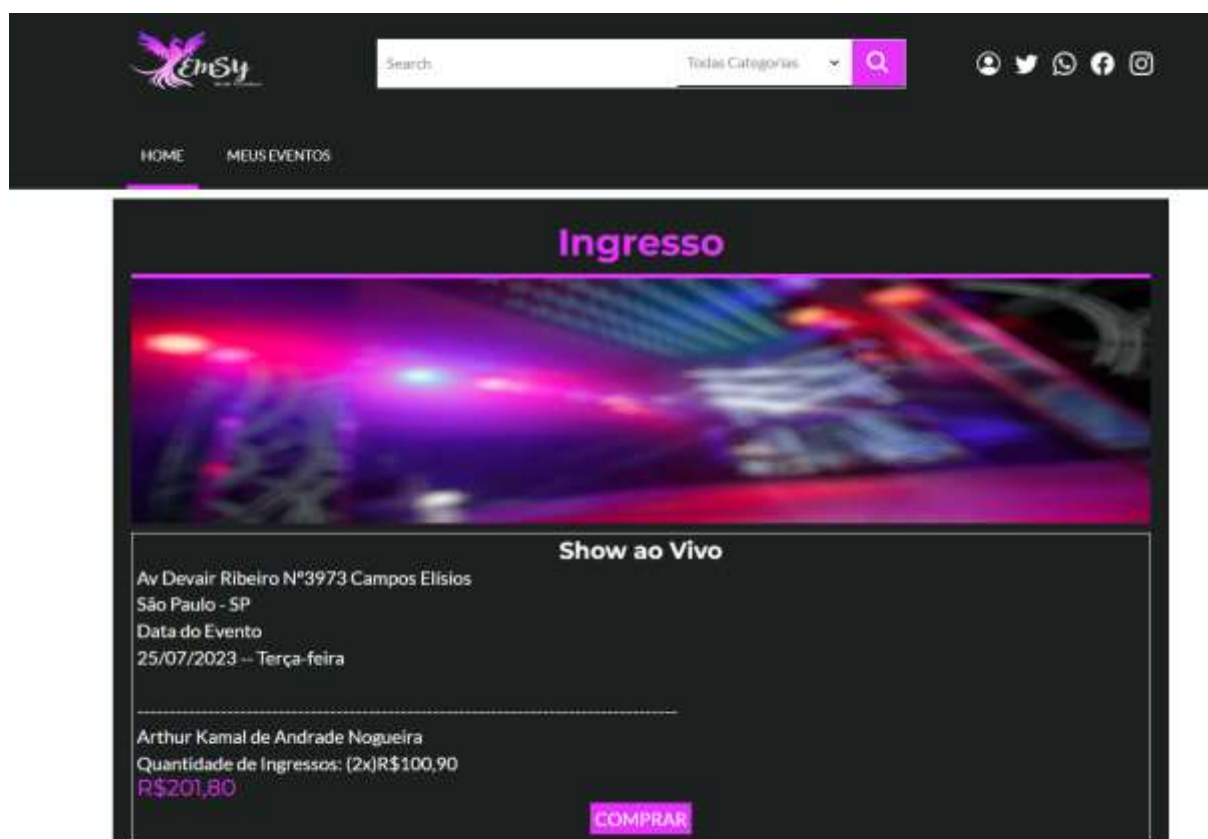 EmSy
Search
Todas Categorias
HOME
MEUS EVENTOS
Ingresso
Show ao Vivo
Av Devair Ribeiro Nº3973 Campos Elísios
São Paulo - SP
Data do Evento
25/07/2023 -- Terça-feira
------------------------------------------------------------------------------------------
Arthur Kamal de Andrade Nogueira
Quantidade de Ingressos: (2x)R$100,90
R$201,80
COMPRAR